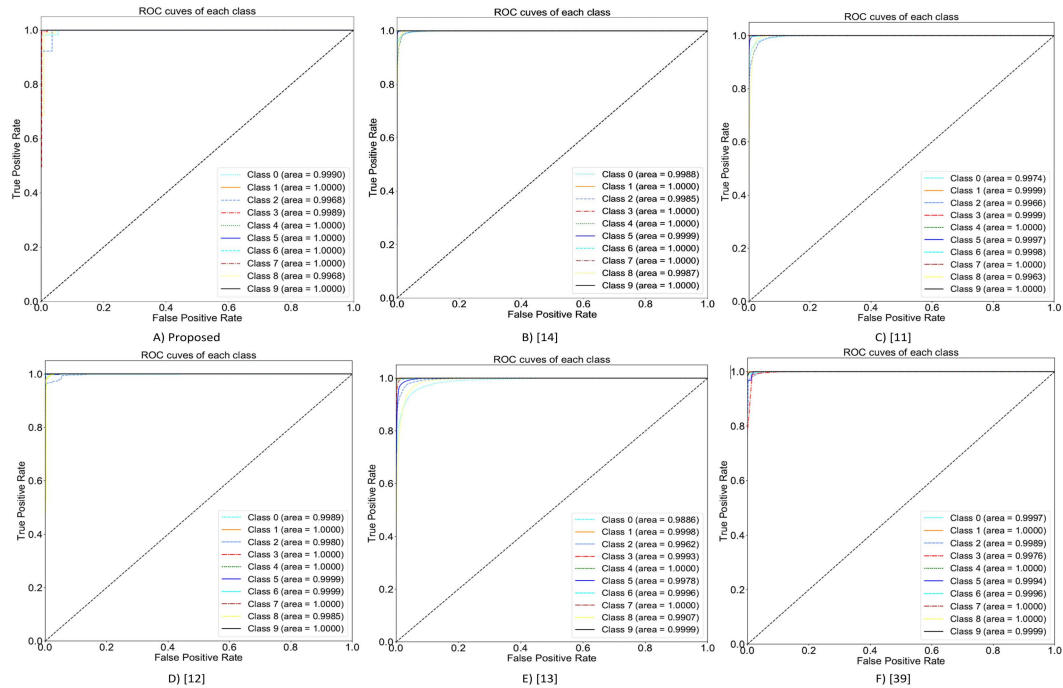 ROC cuves of each class
1.0
0.8
0.6
0.4
0.2
0.0
True Positive Rate
Class 0 (area = 0.9990)
Class 1 (area = 1.0000)
Class 2 (area = 0.9968)
Class 3 (area = 0.9989)
Class 4 (area = 1.0000)
Class 5 (area = 1.0000)
Class 6 (area = 1.0000)
Class 7 (area = 1.0000)
Class 8 (area = 0.9968)
Class 9 (area = 1.0000)
0.0 0.2 0.4 0.6 0.8 1.0
False Positive Rate
A) Proposed
ROC cuves of each class
1.0
0.8
0.6
0.4
0.2
0.0
True Positive Rate
Class 0 (area = 0.9988)
Class 1 (area = 1.0000)
Class 2 (area = 0.9985)
Class 3 (area = 1.0000)
Class 4 (area = 1.0000)
Class 5 (area = 0.9999)
Class 6 (area = 1.0000)
Class 7 (area = 1.0000)
Class 8 (area = 0.9987)
Class 9 (area = 1.0000)
0.0 0.2 0.4 0.6 0.8 1.0
False Positive Rate
B) [14]
ROC cuves of each class
1.0
0.8
0.6
0.4
0.2
0.0
True Positive Rate
Class 0 (area = 0.9974)
Class 1 (area = 0.9999)
Class 2 (area = 0.9966)
Class 3 (area = 0.9999)
Class 4 (area = 1.0000)
Class 5 (area = 0.9997)
Class 6 (area = 0.9998)
Class 7 (area = 1.0000)
Class 8 (area = 0.9963)
Class 9 (area = 1.0000)
0.0 0.2 0.4 0.6 0.8 1.0
False Positive Rate
C) [11]
ROC cuves of each class
1.0
0.8
0.6
0.4
0.2
0.0
True Positive Rate
Class 0 (area = 0.9989)
Class 1 (area = 1.0000)
Class 2 (area = 0.9980)
Class 3 (area = 1.0000)
Class 4 (area = 1.0000)
Class 5 (area = 0.9999)
Class 6 (area = 0.9999)
Class 7 (area = 1.0000)
Class 8 (area = 0.9985)
Class 9 (area = 1.0000)
0.0 0.2 0.4 0.6 0.8 1.0
False Positive Rate
D) [12]
ROC cuves of each class
1.0
0.8
0.6
0.4
0.2
0.0
True Positive Rate
Class 0 (area = 0.9886)
Class 1 (area = 0.9998)
Class 2 (area = 0.9962)
Class 3 (area = 0.9993)
Class 4 (area = 1.0000)
Class 5 (area = 0.9978)
Class 6 (area = 0.9996)
Class 7 (area = 1.0000)
Class 8 (area = 0.9907)
Class 9 (area = 0.9999)
0.0 0.2 0.4 0.6 0.8 1.0
False Positive Rate
E) [13]
ROC cuves of each class
1.0
0.8
0.6
0.4
0.2
0.0
True Positive Rate
Class 0 (area = 0.9997)
Class 1 (area = 1.0000)
Class 2 (area = 0.9989)
Class 3 (area = 0.9976)
Class 4 (area = 1.0000)
Class 5 (area = 0.9994)
Class 6 (area = 0.9996)
Class 7 (area = 1.0000)
Class 8 (area = 1.0000)
Class 9 (area = 0.9999)
0.0 0.2 0.4 0.6 0.8 1.0
False Positive Rate
F) [39]